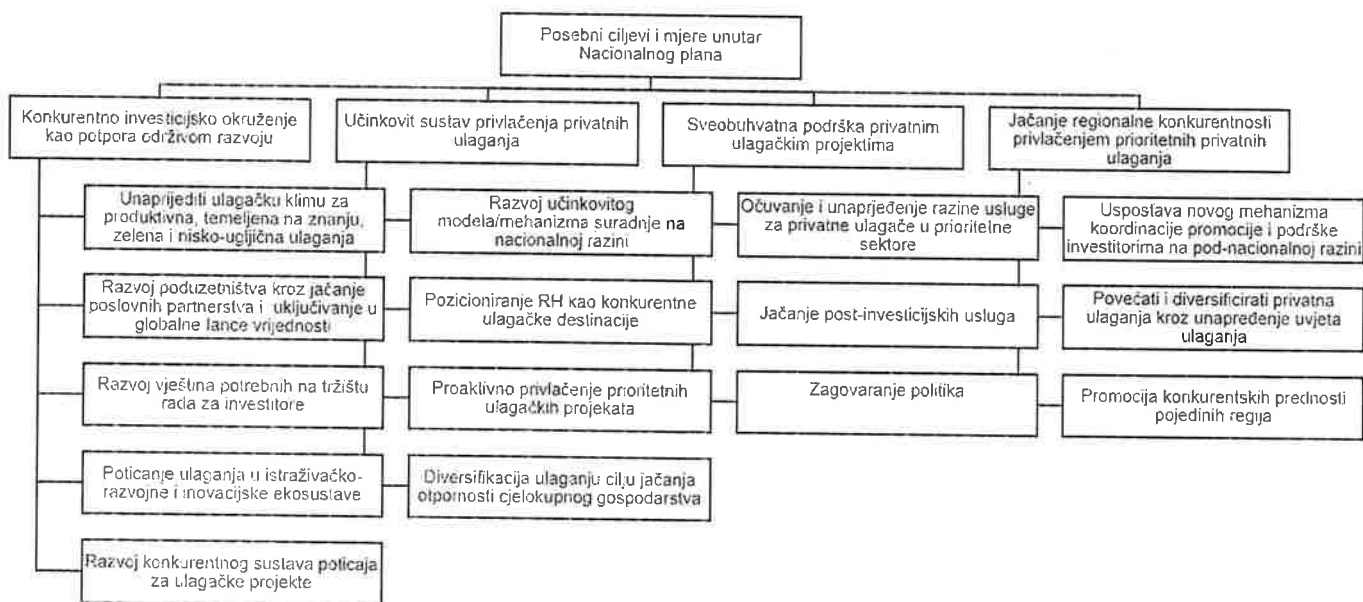 Posebni ciljevi i mjere unutar
Nacionalnog plana
Konkurentno investicijsko okruženje
kao potpora održivom razvoju
Učinkovit sustav privlačenja privatnih
ulaganja
Sveobuhvatna podrška privatnim
ulagačkim projektima
Jačanje regionalne konkurentnosti
privlačenjem prioritetnih privatnih
ulaganja
Unaprijediti ulagačku klimu za
produktivna, temeljena na znanju,
zelena i nisko-ugljična ulaganja
Razvoj poduzetništva kroz jačanje
poslovnih partnerstva i uključivanje u
globalne lance vrijednosti
Razvoj vještina potrebnih na tržištu
rada za investitore
Poticanje ulaganja u istraživačko-
razvojne i inovacijske ekosustave
Razvoj konkurentnog sustava poticaja
za ulagačke projekte
Razvoj učinkovitog
modela/mehanizma suradnje na
nacionalnoj razini
Pozicioniranje RH kao konkurentne
ulagačke destinacije
Proaktivno privlačenje prioritetnih
ulagačkih projekata
Diversifikacija ulaganju cilju jačanja
otpornosti cjelokupnog gospodarstva
Očuvanje i unaprjeđenje razine usluge
za privatne ulagače u prioritetne
sektore
Jačanje post-investicijskih usluga
Zagovaranje politika
Uspostava novog mehanizma
koordinacije promocije i podrške
investitorima na pod-nacionalnoj razini
Povećati i diversificirati privatna
ulaganja kroz unapređenje uvjeta
ulaganja
Promocija konkurentskih prednosti
pojedinih regija